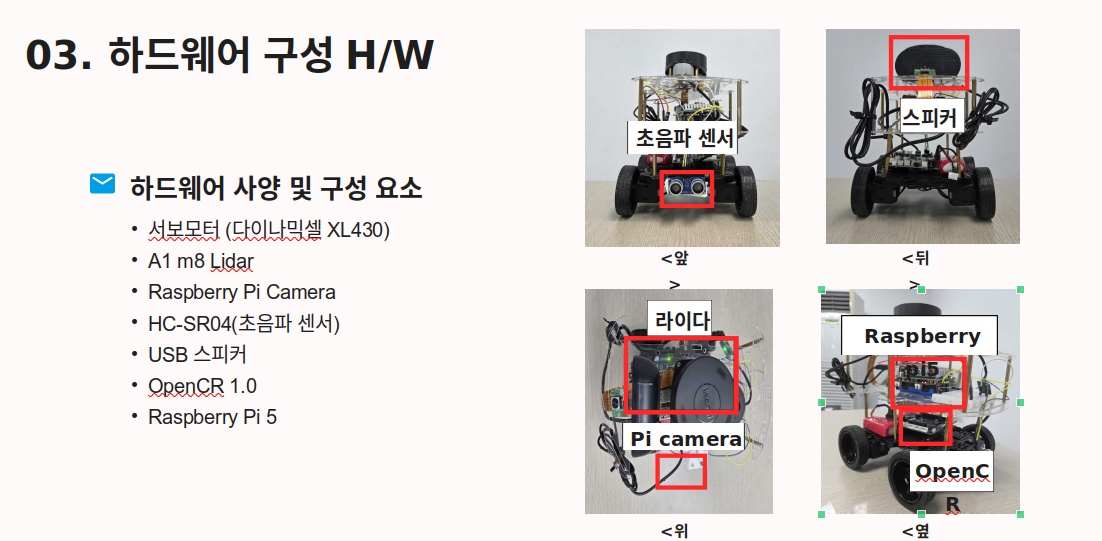 03. 하드웨어 구성 H/W
하드웨어 사양 및 구성 요소
• 서보모터 (다이나믹셀 XL430)
• A1 m8 Lidar
• Raspberry Pi Camera
• HC-SR04(초음파 센서)
• USB 스피커
• OpenCR 1.0
• Raspberry Pi 5
초음파 센서
<앞
>
스피커
<뒤
>
라이다
Pi camera
<위
Raspberry
pi5
OpenC
R
<옆